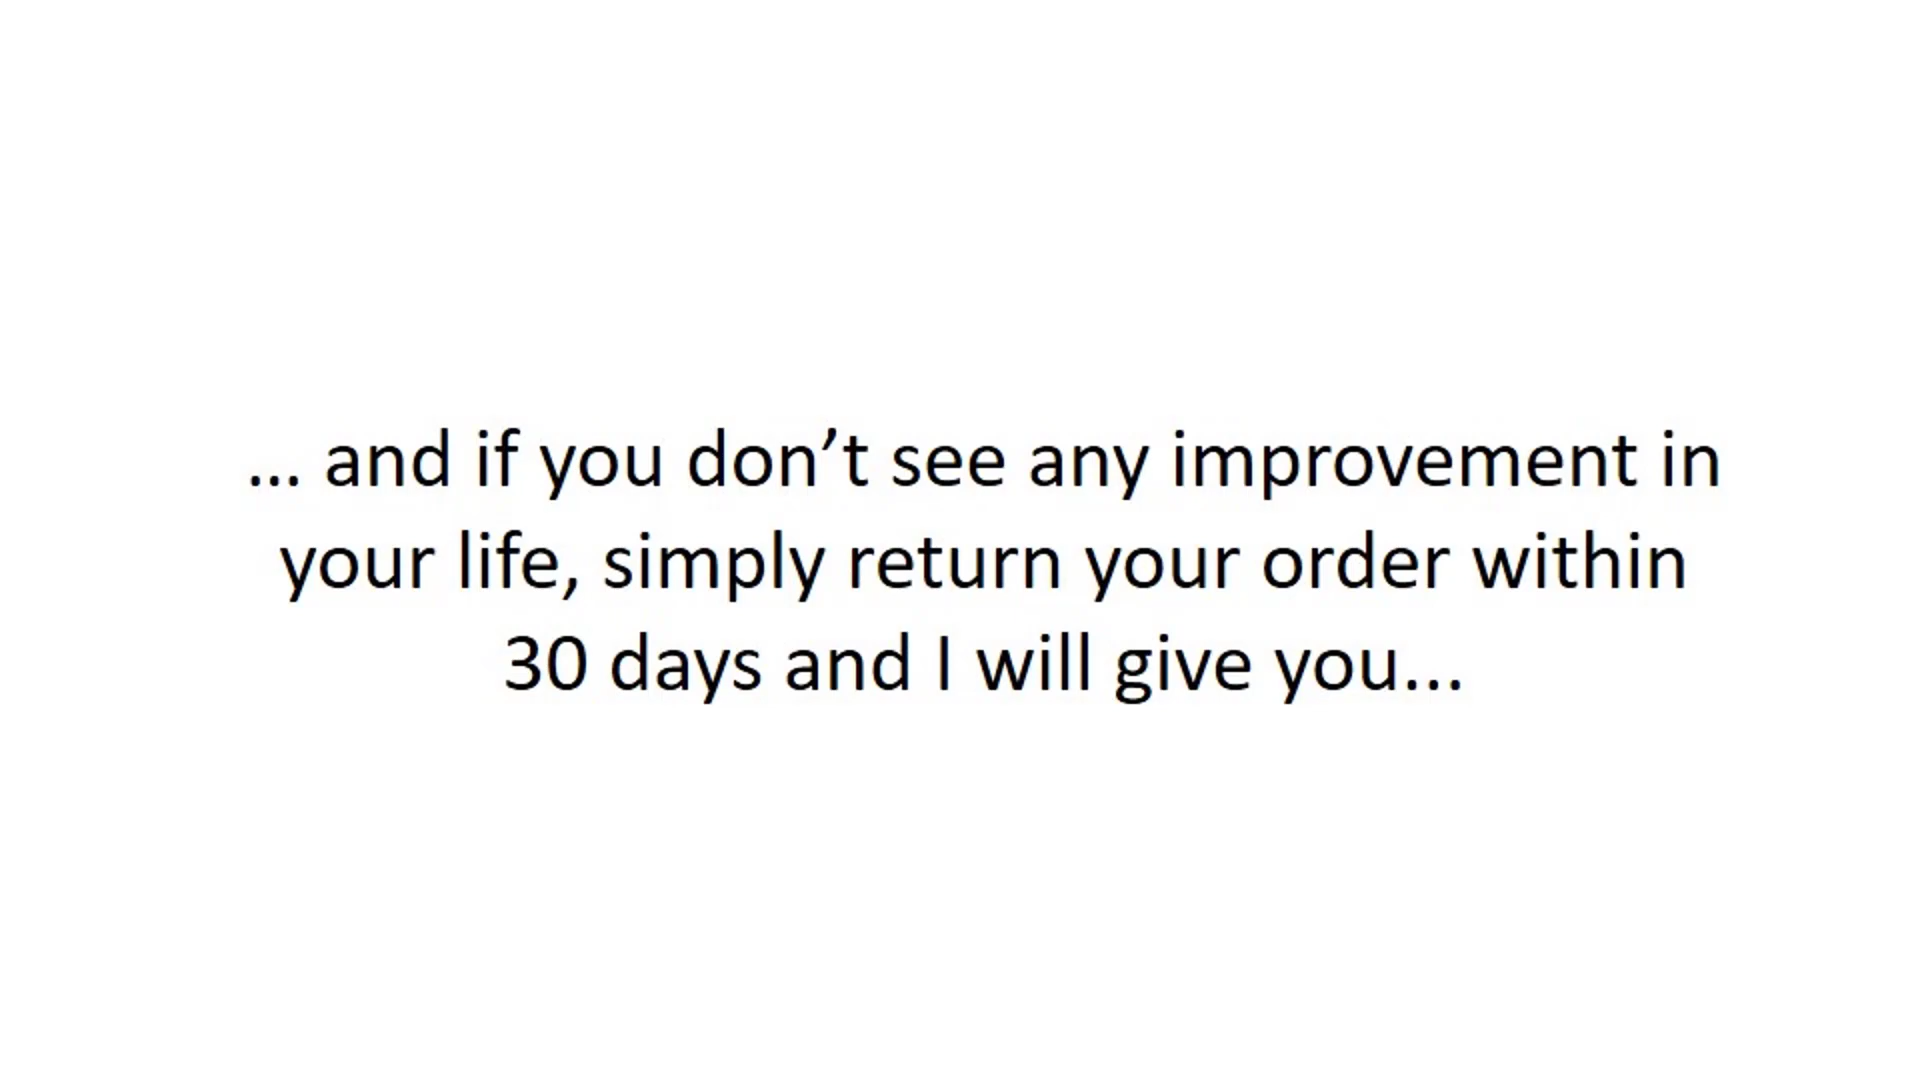 ... and if you don’t see any improvement in
your life, simply return your order within
30 days and I will give you...